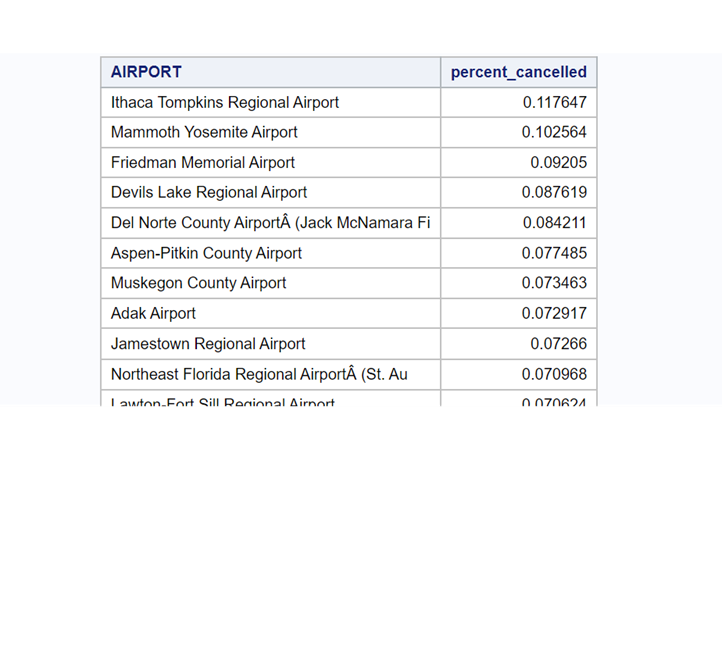 AIRPORT percent_cancelled
Ithaca Tompkins Regional Airport 0.117647
Mammoth Yosemite Airport 0.102564
Friedman Memorial Airport 0.09205
Devils Lake Regional Airport 0.087619
Del Norte County AirportÂ (Jack McNamara Fi 0.084211
Aspen-Pitkin County Airport 0.077485
Muskegon County Airport 0.073463
Adak Airport 0.072917
Jamestown Regional Airport 0.07266
Northeast Florida Regional AirportÂ (St. Au 0.070968
Lawton-Fort Sill Regional Airport 0.070624